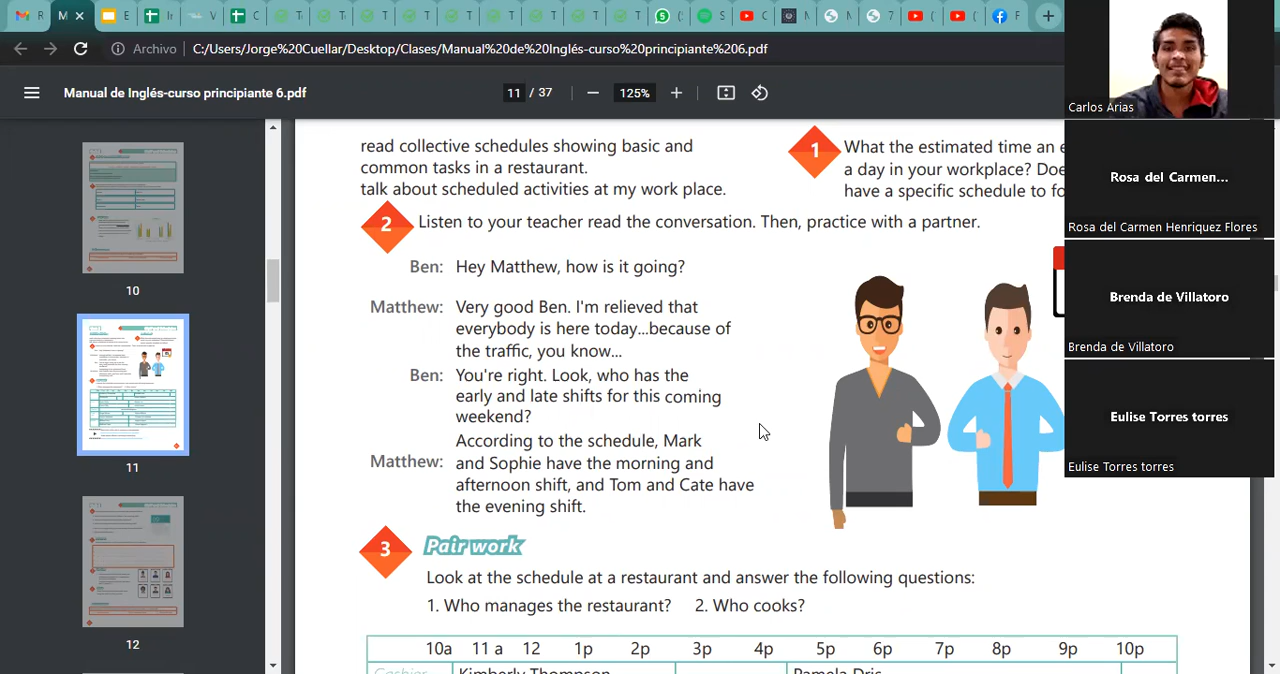 M
R
M
E
Ir
V
C
T
T
T
T
T
T
T
T
T
C
M
N
7
F
Archivo
C:/Users/Jorge%20Cuellar/Desktop/Clases/Manual%20de%20Inglés-curso%20principiante%206.pdf
Manual de Inglés-curso principiante 6.pdf
11 / 37
125%
Carlos Arias
Rosa del Carmen...
Rosa del Carmen Henriquez Flores
Brenda de Villatoro
Brenda de Villatoro
Eulise Torres torres
Eulise Torres torres
10
11
12
read collective schedules showing basic and
common tasks in a restaurant.
talk about scheduled activities at my work place.
1
What the estimated time an e
a day in your workplace? Doe
have a specific schedule to fo
2
Listen to your teacher read the conversation. Then, practice with a partner.
Ben: Hey Matthew, how is it going?
Matthew: Very good Ben. I'm relieved that
everybody is here today...because of
the traffic, you know...
Ben: You're right. Look, who has the
early and late shifts for this coming
weekend?
According to the schedule, Mark
Matthew: and Sophie have the morning and
afternoon shift, and Tom and Cate have
the evening shift.
3
Pair work
Look at the schedule at a restaurant and answer the following questions:
1. Who manages the restaurant? 2. Who cooks?
10a 11 a 12 1p 2p 3p 4p 5p 6p 7p 8p 9p 10p
Cashier Kimberly Thompson Pamela Dris